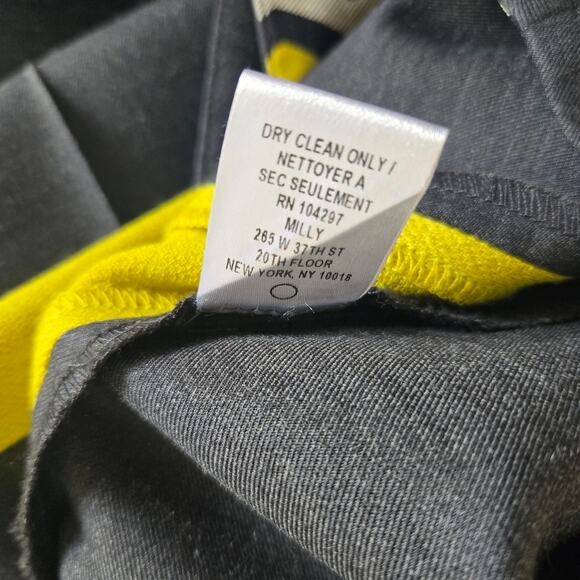 DRY CLEAN ONLY /
NETTOYER A
SEC SEULEMENT
RN 104297
MILLY
265 W 37TH ST
20TH FLOOR
NEW YORK, NY 10018